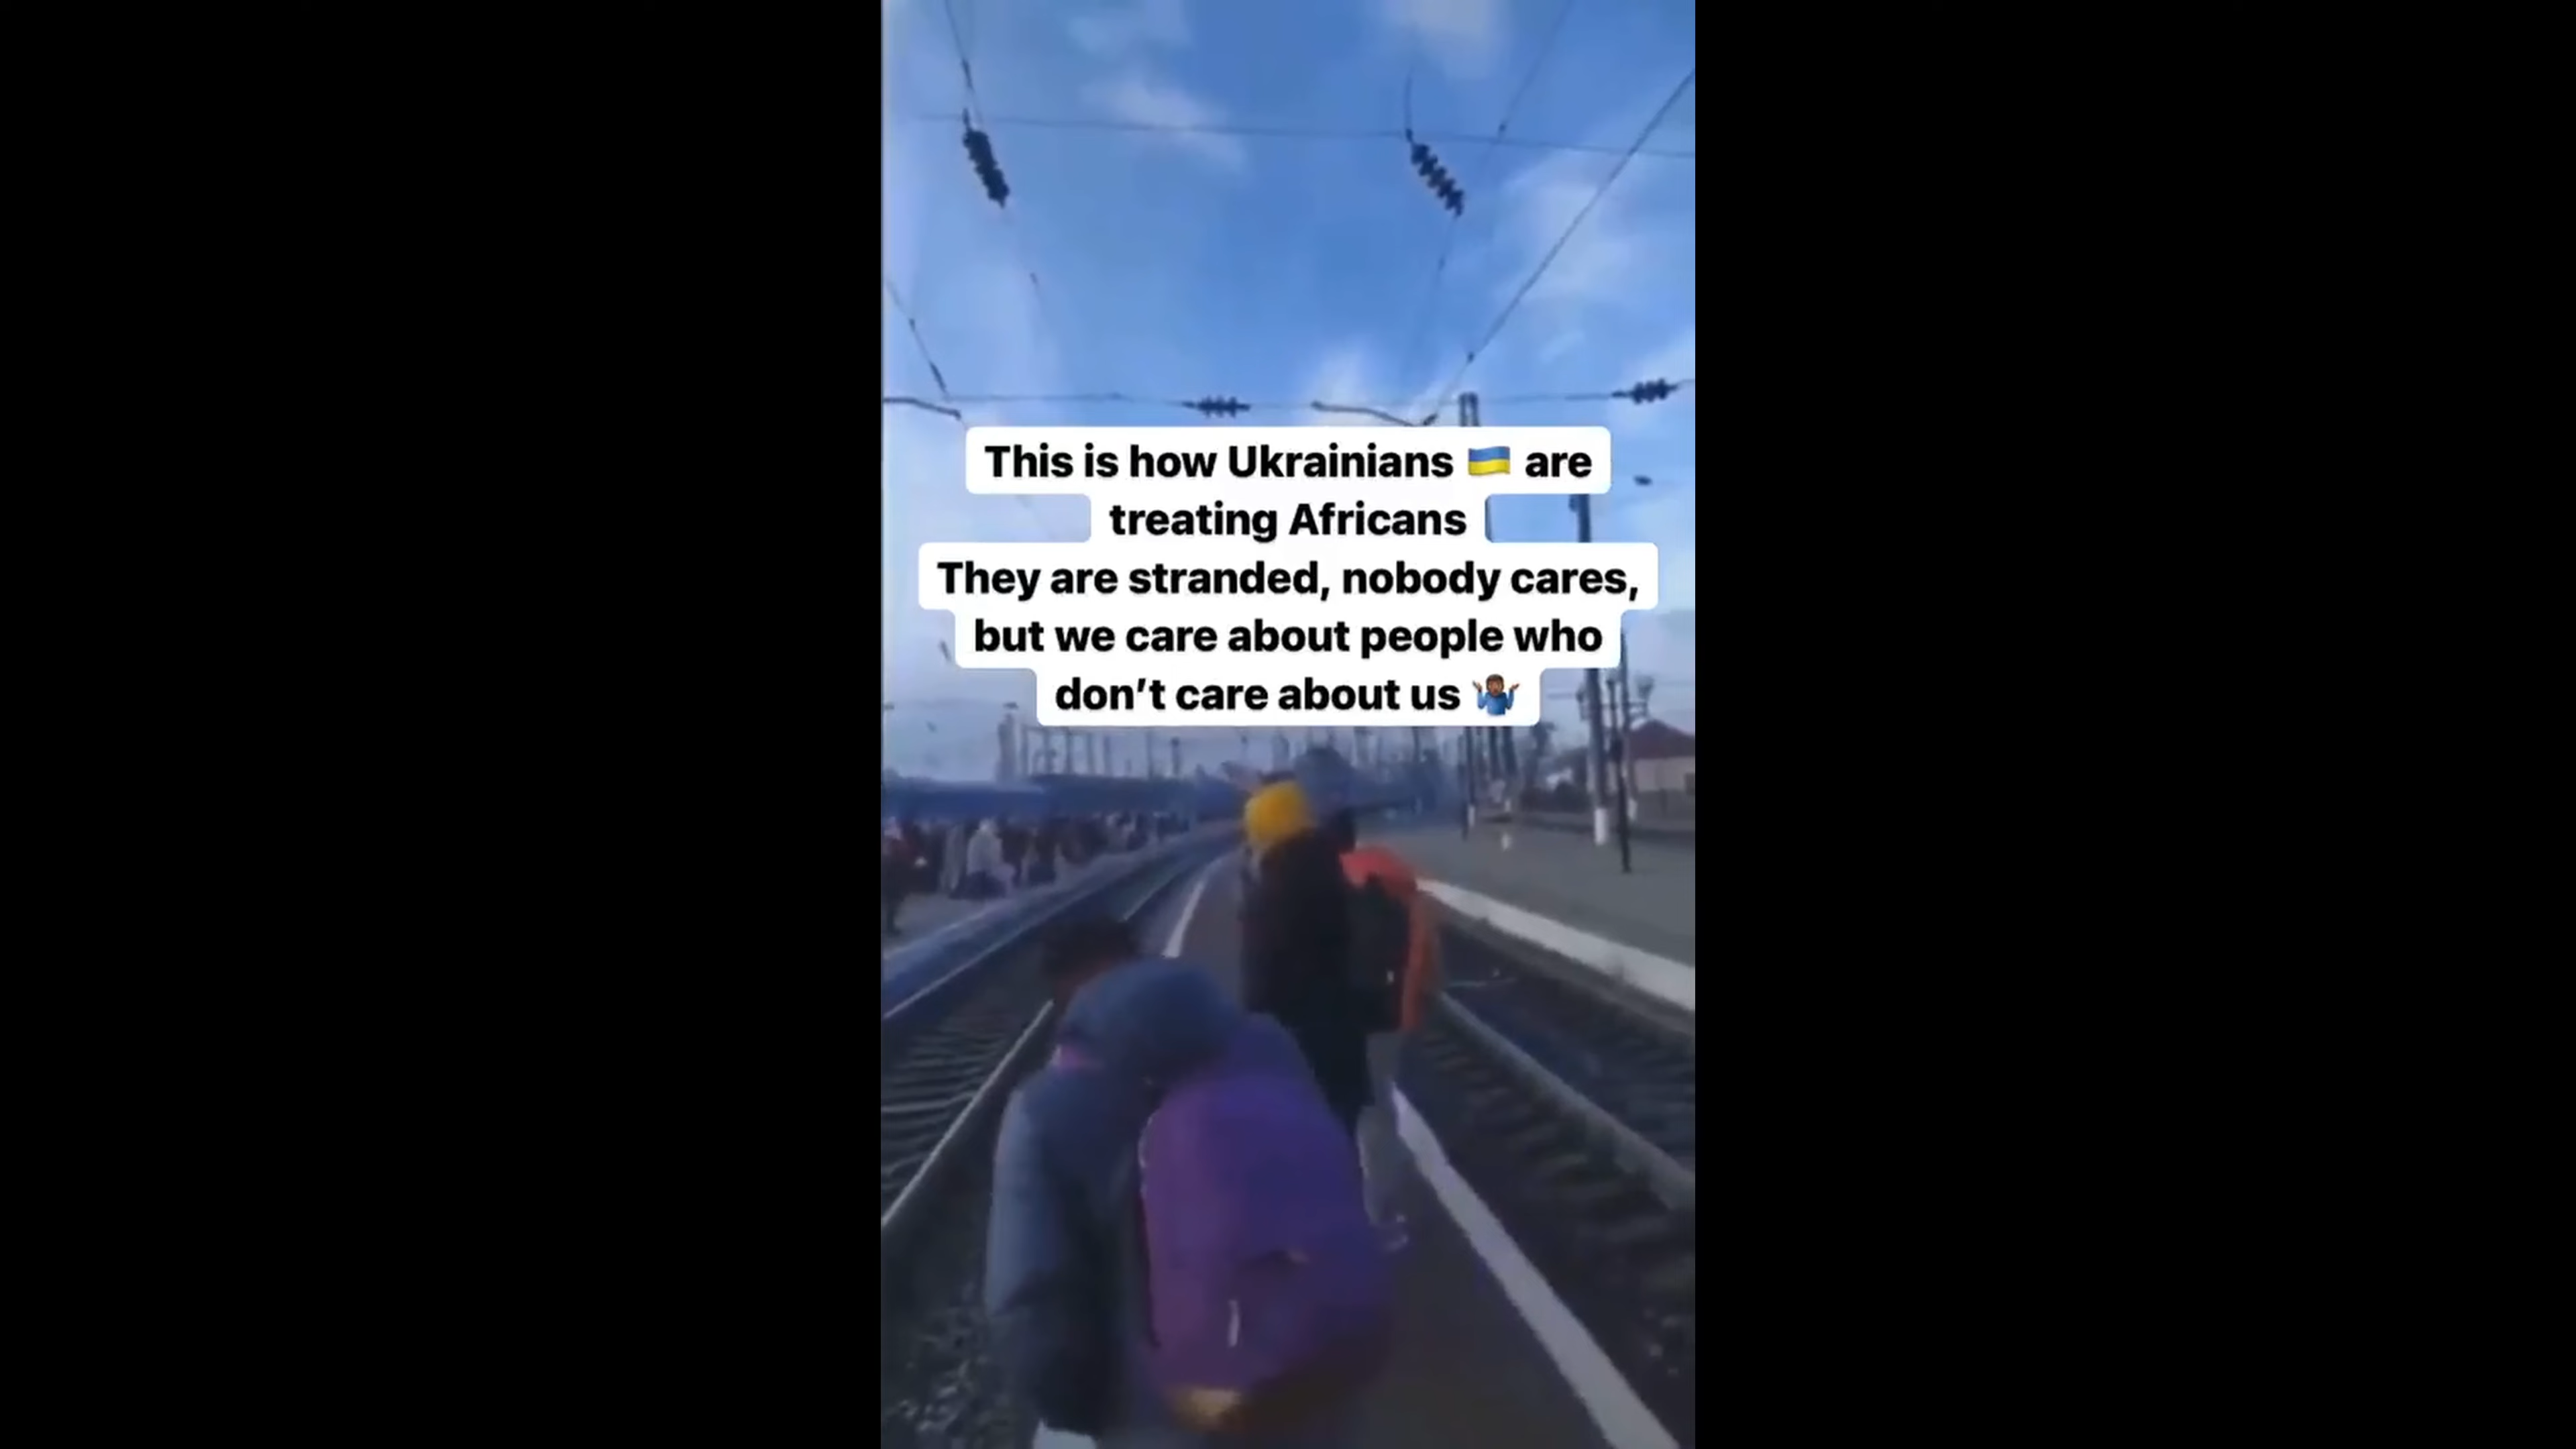 This is how Ukrainians 🇺🇦 are
treating Africans
They are stranded, nobody cares,
but we care about people who
don’t care about us 🤷🏾‍♂️